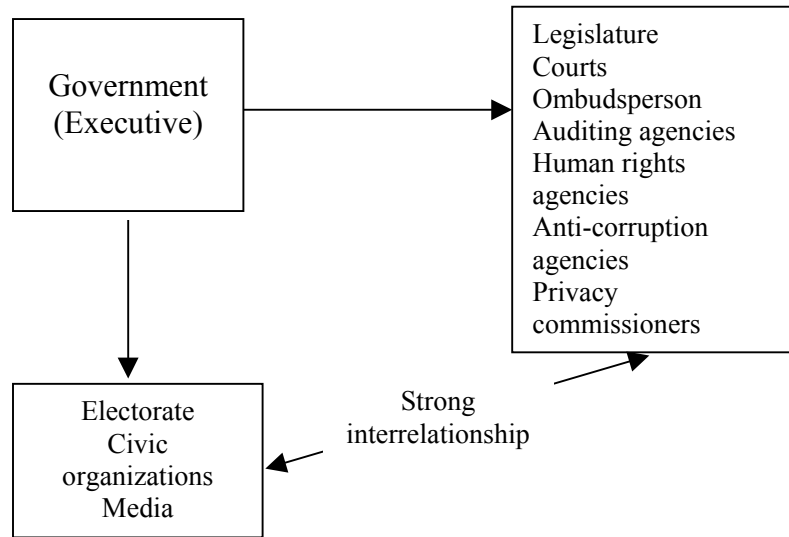 Government
(Executive)
Legislature
Courts
Ombudsperson
Auditing agencies
Human rights
agencies
Anti-corruption
agencies
Privacy
commissioners
Electorate
Civic
organizations
Media
Strong
interrelationship